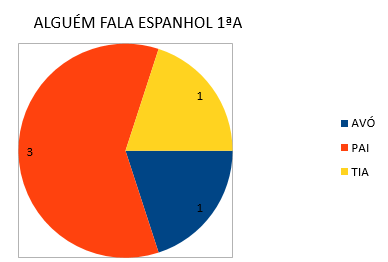 ALGUÉM FALA ESPANHOL 1ªA
1
3
1
AVÓ
PAI
TIA